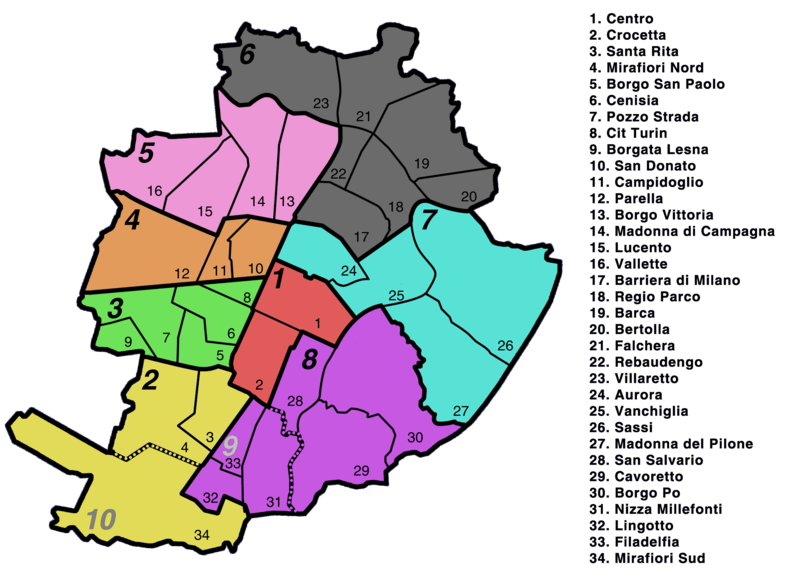 6
23
21
5
22
19
16
14
13
18
20
15
4
7
17
12
11
10
24
1
3
8
25
9
7
6
1
5
8
26
2
2
28
27
3
9
4
33
30
29
32
31
10
34
1. Centro
2. Crocetta
3. Santa Rita
4. Mirafiori Nord
5. Borgo San Paolo
6. Cenisia
7. Pozzo Strada
8. Cit Turin
9. Borgata Lesna
10. San Donato
11. Campidoglio
12. Parella
13. Borgo Vittoria
14. Madonna di Campagna
15. Lucento
16. Vallette
17. Barriera di Milano
18. Regio Parco
19. Barca
20. Bertolla
21. Falchera
22. Rebaudengo
23. Villaretto
24. Aurora
25. Vanchiglia
26. Sassi
27. Madonna del Pilone
28. San Salvario
29. Cavoretto
30. Borgo Po
31. Nizza Millefonti
32. Lingotto
33. Filadelfia
34. Mirafiori Sud